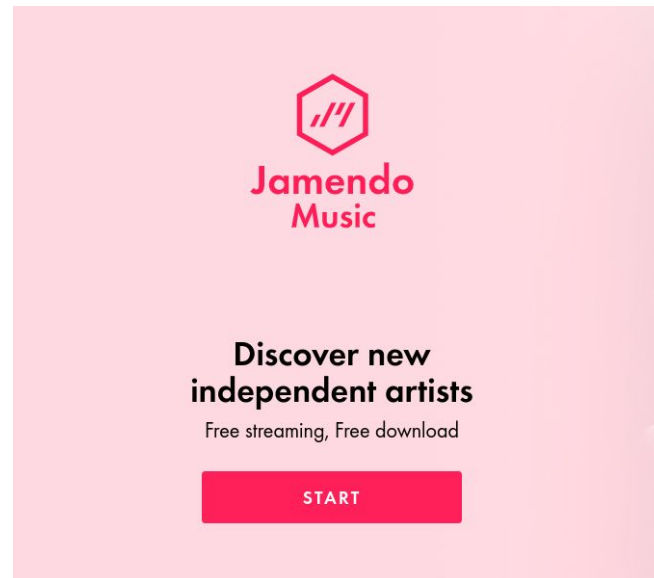 Jamendo
Music
Discover new
independent artists
Free streaming, Free download
START